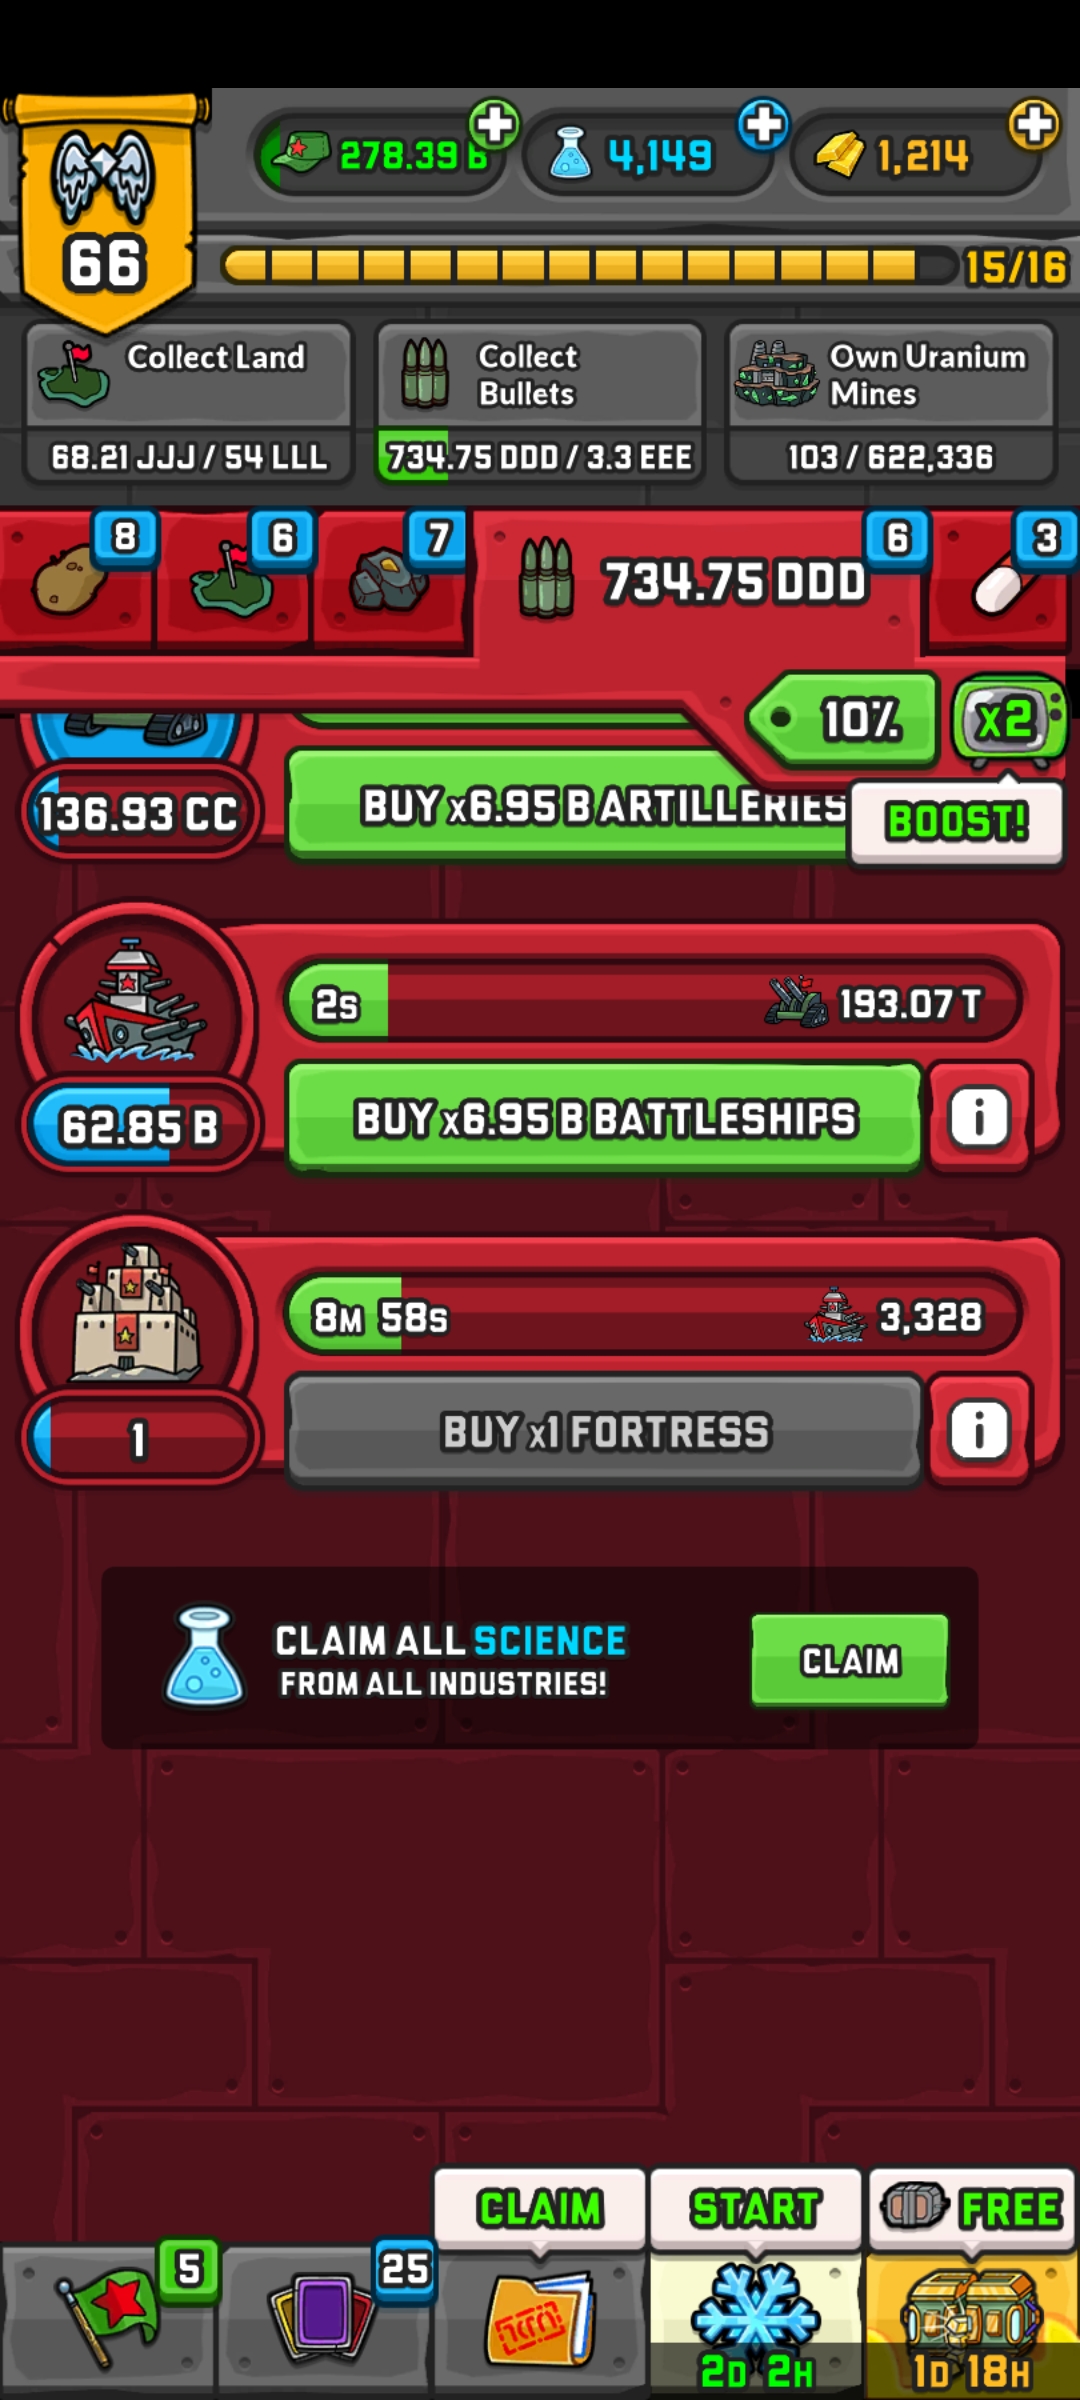 278.39 B
4,149
1,214
66
15/16
Collect Land
68.21 JJJ / 54 LLL
Collect
Bullets
734.75 DDD / 3.3 EEE
Own Uranium
Mines
103 / 622,336
8
6
7
734.75 DDD
6
3
10%
x2
BOOST!
136.93 CC
BUY x6.95 B ARTILLERIES
2s
193.07 T
62.85 B
BUY x6.95 B BATTLESHIPS
i
8M 58s
3,328
1
BUY x1 FORTRESS
i
CLAIM ALL SCIENCE
FROM ALL INDUSTRIES!
CLAIM
CLAIM
START
FREE
5
25
2D 2H
1D 18H